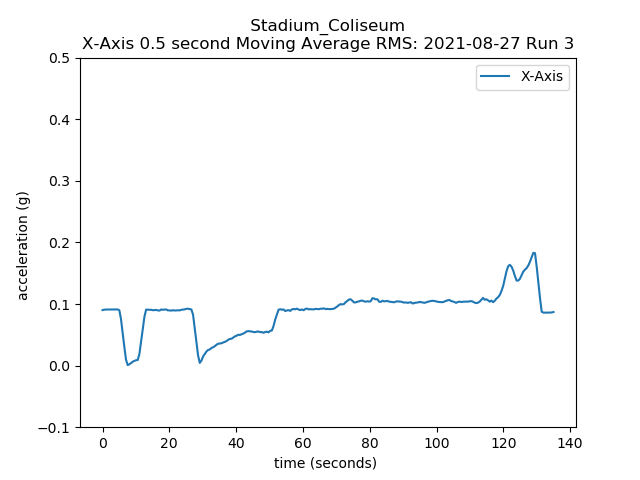 Stadium_Coliseum
X-Axis 0.5 second Moving Average RMS: 2021-08-27 Run 3
X-Axis
acceleration (g)
0.5
0.4
0.3
0.2
0.1
0.0
−0.1
0 20 40 60 80 100 120 140
time (seconds)